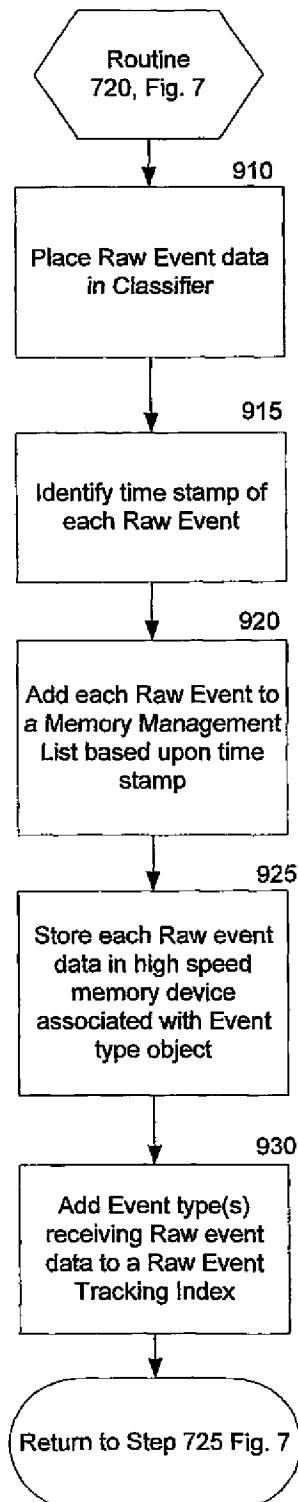 Routine
720, Fig. 7
910
Place Raw Event data
in Classifier
915
Identify time stamp of
each Raw Event
920
Add each Raw Event to
a Memory Management
List based upon time
stamp
925
Store each Raw event
data in high speed
memory device
associated with Event
type object
930
Add Event type(s)
receiving Raw event
data to a Raw Event
Tracking Index
Return to Step 725 Fig. 7